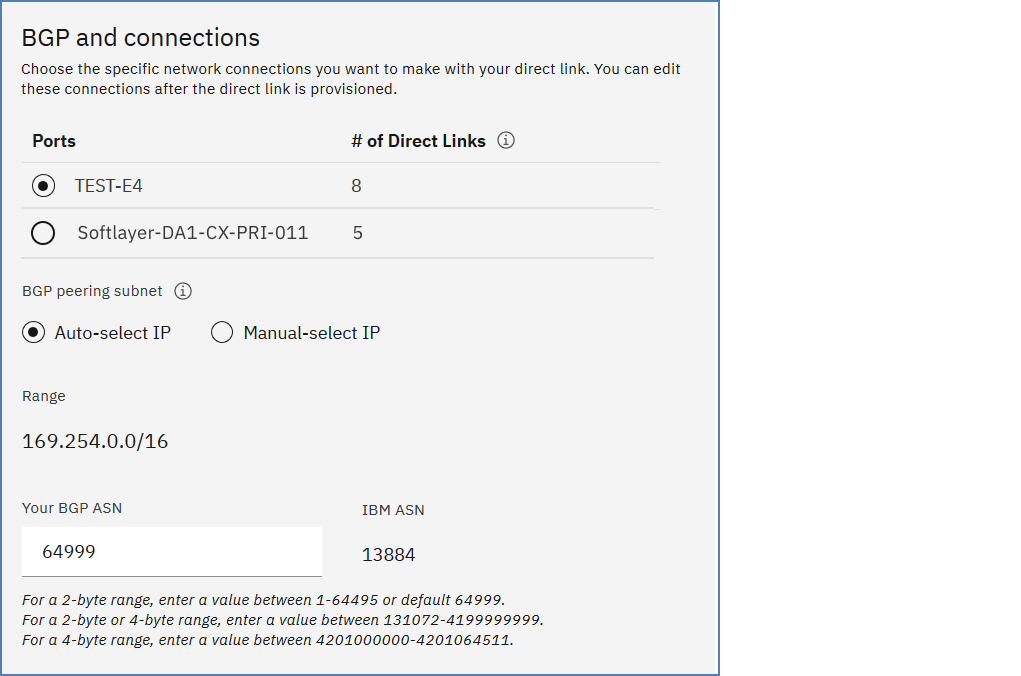 BGP and connections
Choose the specific network connections you want to make with your direct link. You can edit
these connections after the direct link is provisioned.
Ports # of Direct Links
TEST-E4 8
Softlayer-DA1-CX-PRI-011 5
BGP peering subnet
Auto-select IP Manual-select IP
Range
169.254.0.0/16
Your BGP ASN IBM ASN
64999 13884
For a 2-byte range, enter a value between 1-64495 or default 64999.
For a 2-byte or 4-byte range, enter a value between 131072-4199999999.
For a 4-byte range, enter a value between 4201000000-4201064511.